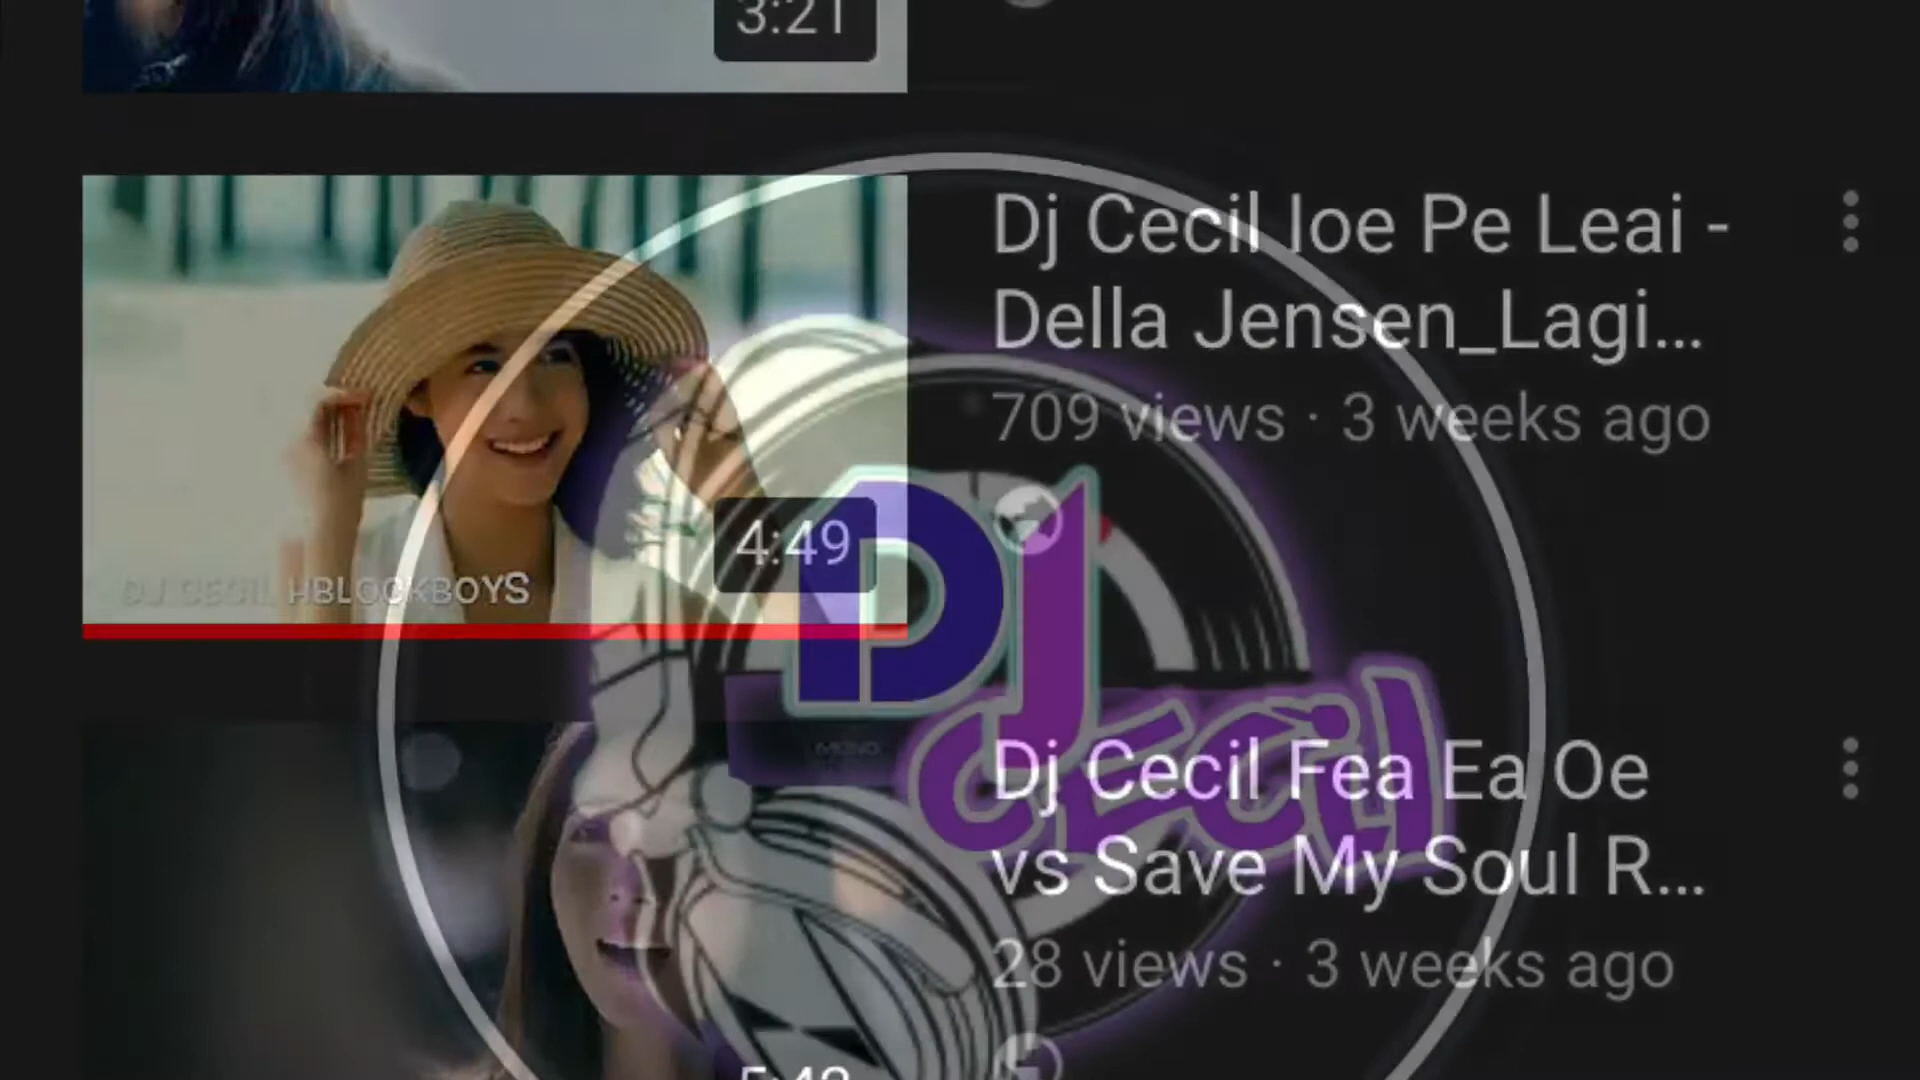 3:21
Dj Cecil Ioe Pe Leai -
Della Jensen_Lagi...
709 views · 3 weeks ago
4:49
DJ CECIL HBLOCKBOYS
DJ
CECIL
Dj Cecil Fea Ea Oe
vs Save My Soul R...
28 views · 3 weeks ago